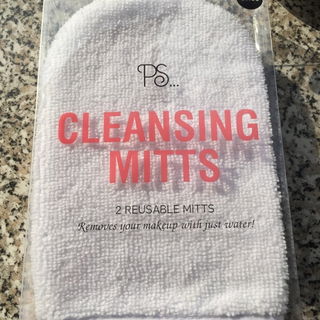 PS...
CLEANSING
MITTS
2 REUSABLE MITTS
Removes your makeup with just water!